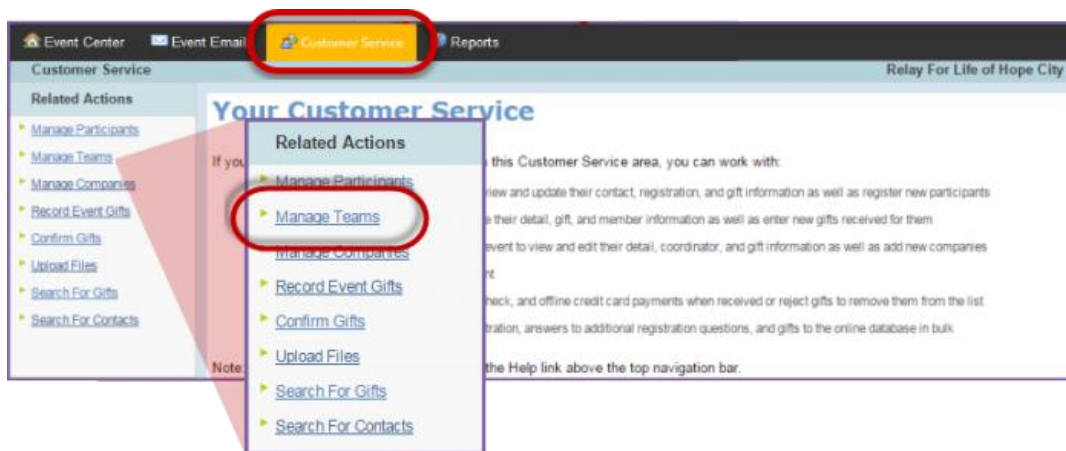 Event Center Event Email Customer Service Reports
Customer Service Relay For Life of Hope City
Related Actions
Manage Participants
Manage Teams
Manage Companies
Record Event Gifts
Confirm Gifts
Upload Files
Search For Gifts
Search For Contacts
Your Customer Service
If you this Customer Service area, you can work with:
view and update their contact, registration, and gift information as well as register new participants
their detail, gift, and member information as well as enter new gifts received for them
event to view and edit their detail, coordinator, and gift information as well as add new companies
check, and offline credit card payments when received or reject gifts to remove them from the list
answers to additional registration questions, and gifts to the online database in bulk
Note: the Help link above the top navigation bar.
Related Actions
Manage Participants
Manage Teams
Manage Companies
Record Event Gifts
Confirm Gifts
Upload Files
Search For Gifts
Search For Contacts